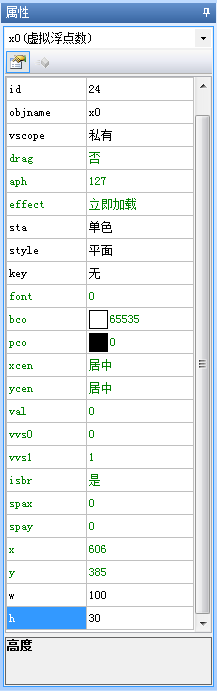 属性
x0(虚拟浮点数)
id 24
objname x0
vscope 私有
drag 否
aph 127
effect 立即加载
sta 单色
style 平面
key 无
font 0
bco 65535
pco 0
xcen 居中
ycen 居中
val 0
vvs0 0
vvs1 1
isbr 是
spax 0
spay 0
x 606
y 385
w 100
h 30
高度